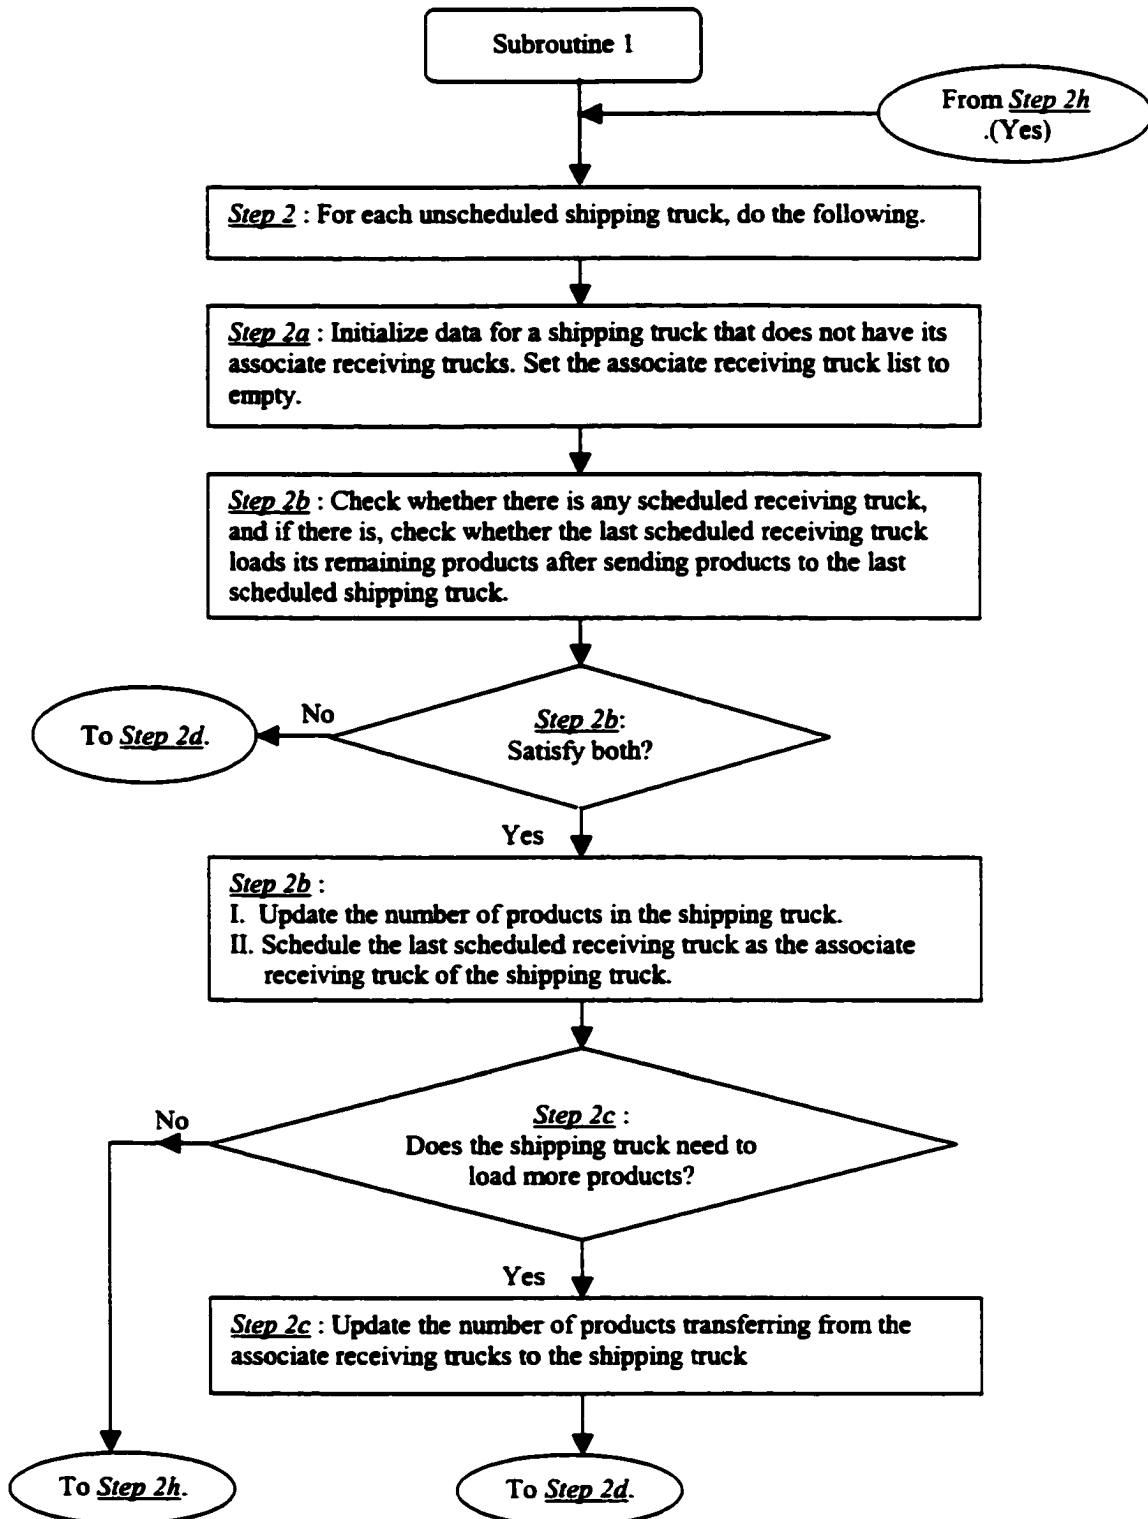 Subroutine 1
From Step 2h
.(Yes)
Step 2 : For each unscheduled shipping truck, do the following.
Step 2a : Initialize data for a shipping truck that does not have its
associate receiving trucks. Set the associate receiving truck list to
empty.
Step 2b : Check whether there is any scheduled receiving truck,
and if there is, check whether the last scheduled receiving truck
loads its remaining products after sending products to the last
scheduled shipping truck.
No
To Step 2d.
Step 2b:
Satisfy both?
Yes
Step 2b :
I. Update the number of products in the shipping truck.
II. Schedule the last scheduled receiving truck as the associate
receiving truck of the shipping truck.
No
Step 2c :
Does the shipping truck need to
load more products?
Yes
Step 2c : Update the number of products transferring from the
associate receiving trucks to the shipping truck
To Step 2h.
To Step 2d.